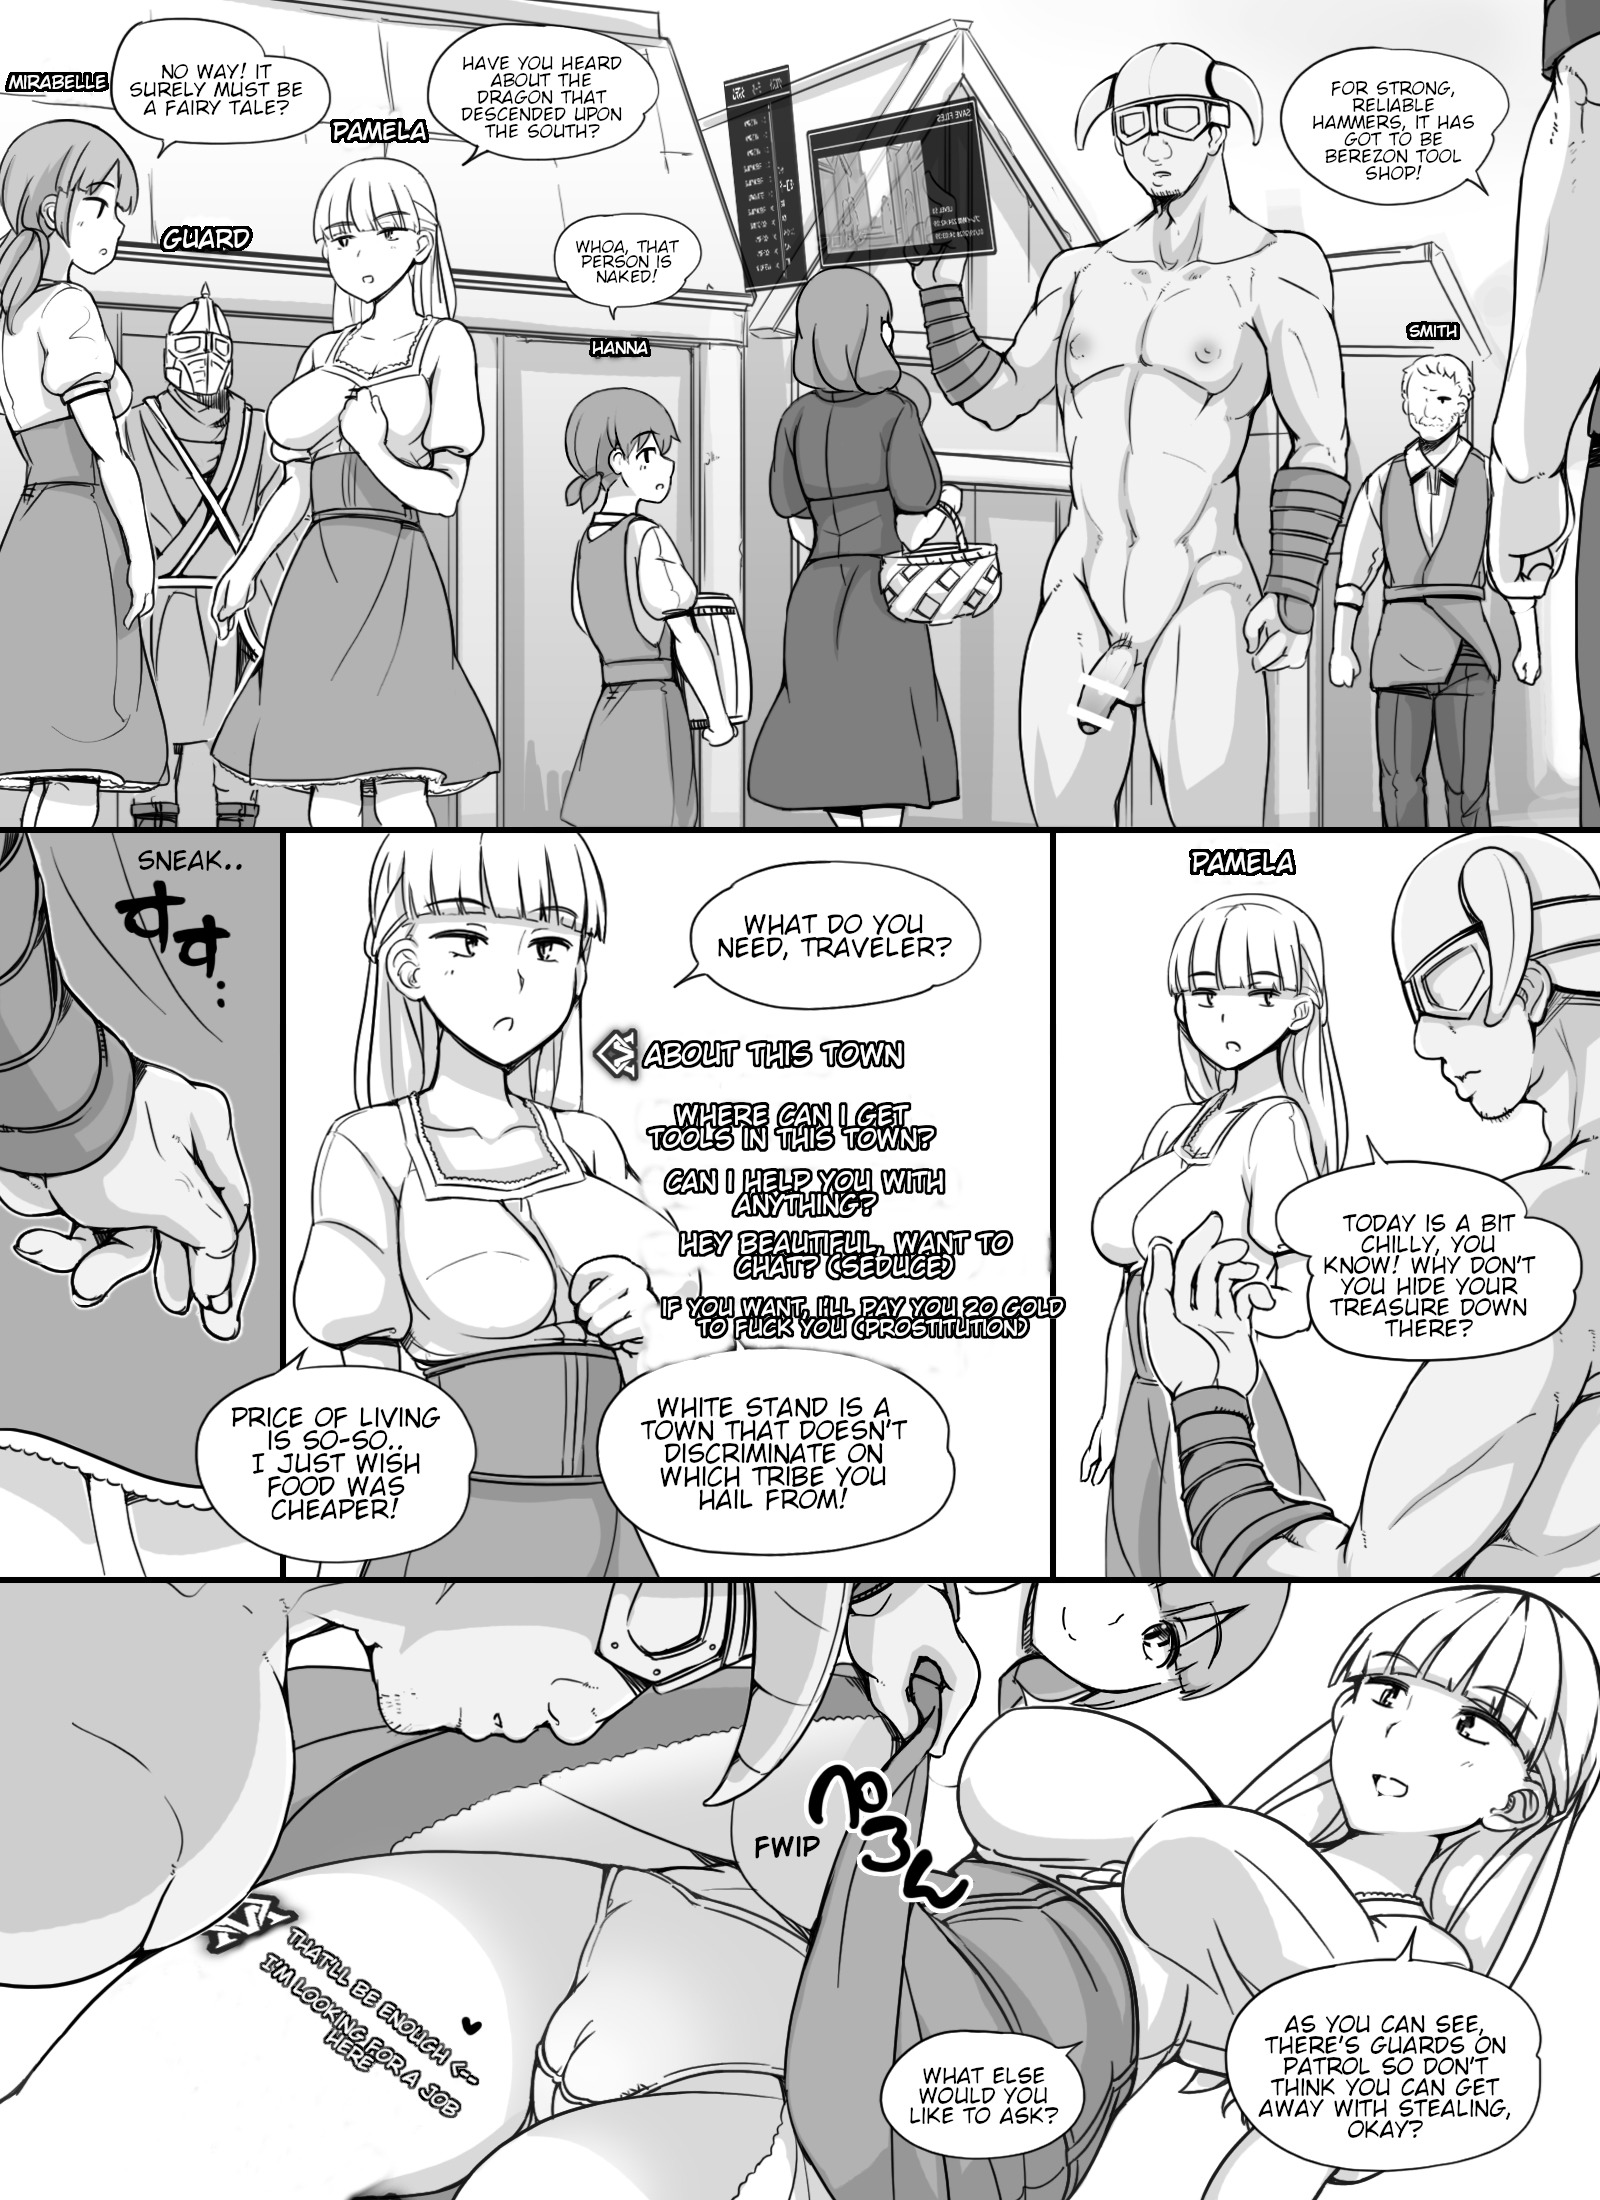 MIRABELLE
NO WAY! IT
SURELY MUST BE
A FAIRY TALE?
PAMELA
HAVE YOU HEARD
ABOUT THE
DRAGON THAT
DESCENDED UPON
THE SOUTH?
GUARD
WHOA, THAT
PERSON IS
NAKED!
HANNA
SAVE FILES
FOR STRONG,
RELIABLE
HAMMERS, IT HAS
GOT TO BE
BEREZON TOOL
SHOP!
SMITH
SNEAK..
WHAT DO YOU
NEED, TRAVELER?
ABOUT THIS TOWN
WHERE CAN I GET
TOOLS IN THIS TOWN?
CAN I HELP YOU WITH
ANYTHING?
HEY BEAUTIFUL, WANT TO
CHAT? (SEDUCE)
IF YOU WANT, I'LL PAY YOU 20 GOLD
TO FUCK YOU (PROSTITUTION)
PRICE OF LIVING
IS SO-SO..
I JUST WISH
FOOD WAS
CHEAPER!
WHITE STAND IS A
TOWN THAT DOESN'T
DISCRIMINATE ON
WHICH TRIBE YOU
HAIL FROM!
PAMELA
TODAY IS A BIT
CHILLY, YOU
KNOW! WHY DON'T
YOU HIDE YOUR
TREASURE DOWN
THERE?
FWIP
THAT'LL BE ENOUGH <--
I'M LOOKING FOR A JOB
HERE
WHAT ELSE
WOULD YOU
LIKE TO ASK?
AS YOU CAN SEE,
THERE'S GUARDS ON
PATROL SO DON'T
THINK YOU CAN GET
AWAY WITH STEALING,
OKAY?